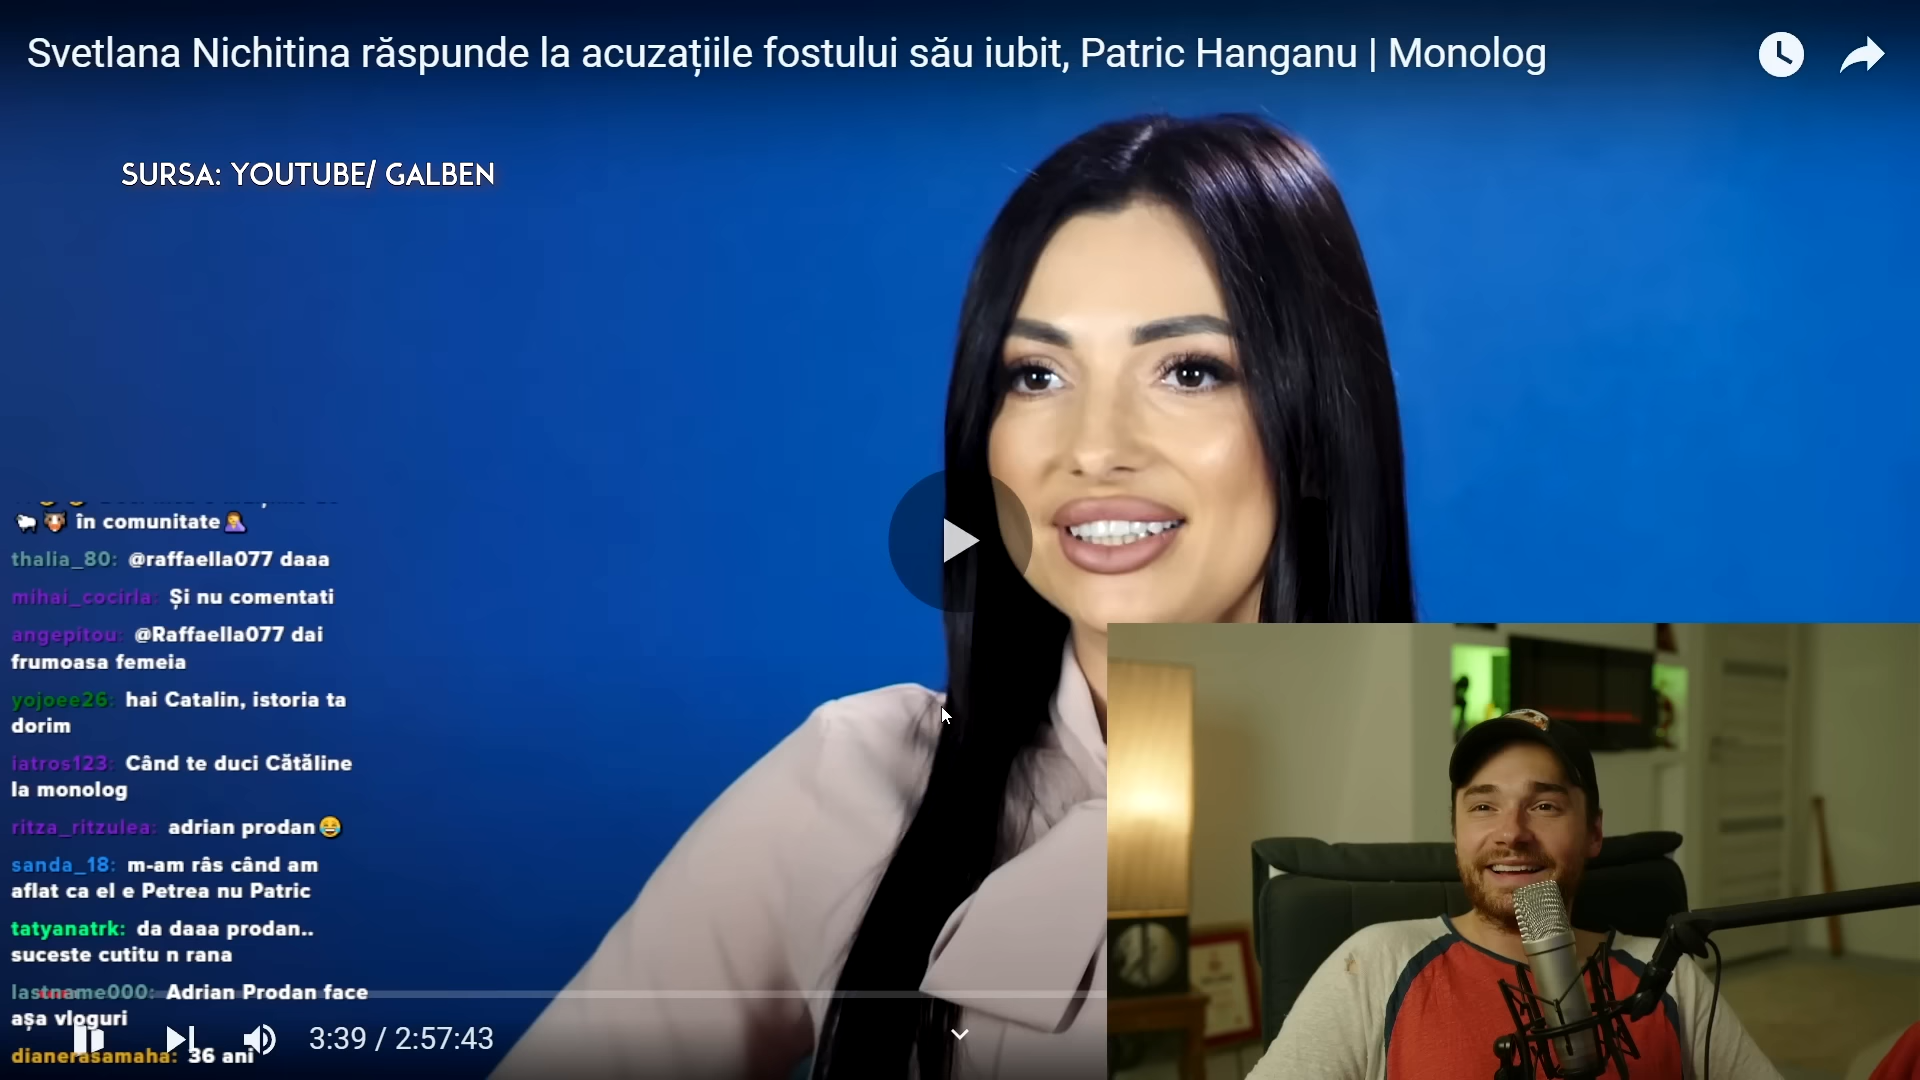 Svetlana Nichitina răspunde la acuzațiile fostului său iubit, Patric Hanganu | Monolog
SURSA: YOUTUBE/ GALBEN
în comunitate
thalia_80: @raffaella077 daaa
mihai_cocirla: Și nu comentati
angepitou: @Raffaella077 dai
frumoasa femeia
yojoee26: hai Catalin, istoria ta
dorim
iatros123: Când te duci Cătăline
la monolog
ritza_ritzulea: adrian prodan😂
sanda_18: m-am râs când am
aflat ca el e Petrea nu Patric
tatyanatrk: da daaa prodan..
suceste cutitu n rana
lastname000: Adrian Prodan face
așa vloguri
dianerasamaha: 36 ani
3:39 / 2:57:43